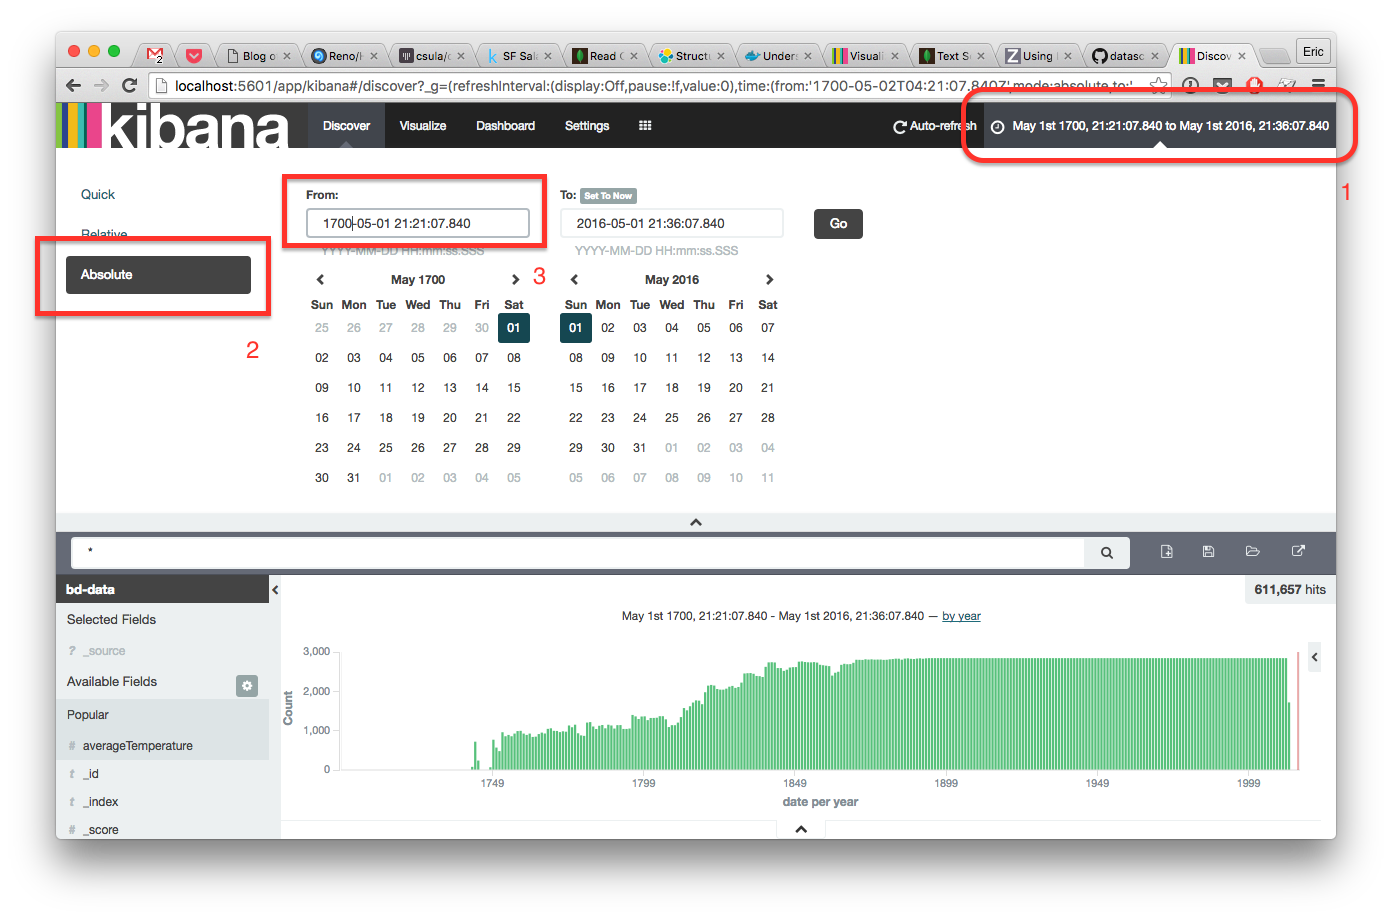 2 Blog o Reno/ csula/c SF Sal Read C Structu Unders Visuali Text S Using datasc Discov Eric
localhost:5601/app/kibana#/discover?_g=(refreshInterval:(display:Off,pause:!f,value:0),time:(from:'1700-05-02T04:21:07.840Z',mode:absolute,to:'
kibana Discover Visualize Dashboard Settings Auto-refresh May 1st 1700, 21:21:07.840 to May 1st 2016, 21:36:07.840
1
Quick From: To: Set To Now
1700-05-01 21:21:07.840 2016-05-01 21:36:07.840 Go
Relative
YYYY-MM-DD HH:mm:ss.SSS YYYY-MM-DD HH:mm:ss.SSS
Absolute May 1700 3 May 2016
Sun Mon Tue Wed Thu Fri Sat Sun Mon Tue Wed Thu Fri Sat
25 26 27 28 29 30 01 01 02 03 04 05 06 07
2
02 03 04 05 06 07 08 08 09 10 11 12 13 14
09 10 11 12 13 14 15 15 16 17 18 19 20 21
16 17 18 19 20 21 22 22 23 24 25 26 27 28
23 24 25 26 27 28 29 29 30 31 01 02 03 04
30 31 01 02 03 04 05 05 06 07 08 09 10 11
*
bd-data 611,657 hits
Selected Fields May 1st 1700, 21:21:07.840 - May 1st 2016, 21:36:07.840 — by year
? _source
Available Fields
Popular
# averageTemperature
t _id
t _index
# _score
Count
3,000
2,000
1,000
0
1749 1799 1849 1899 1949 1999
date per year